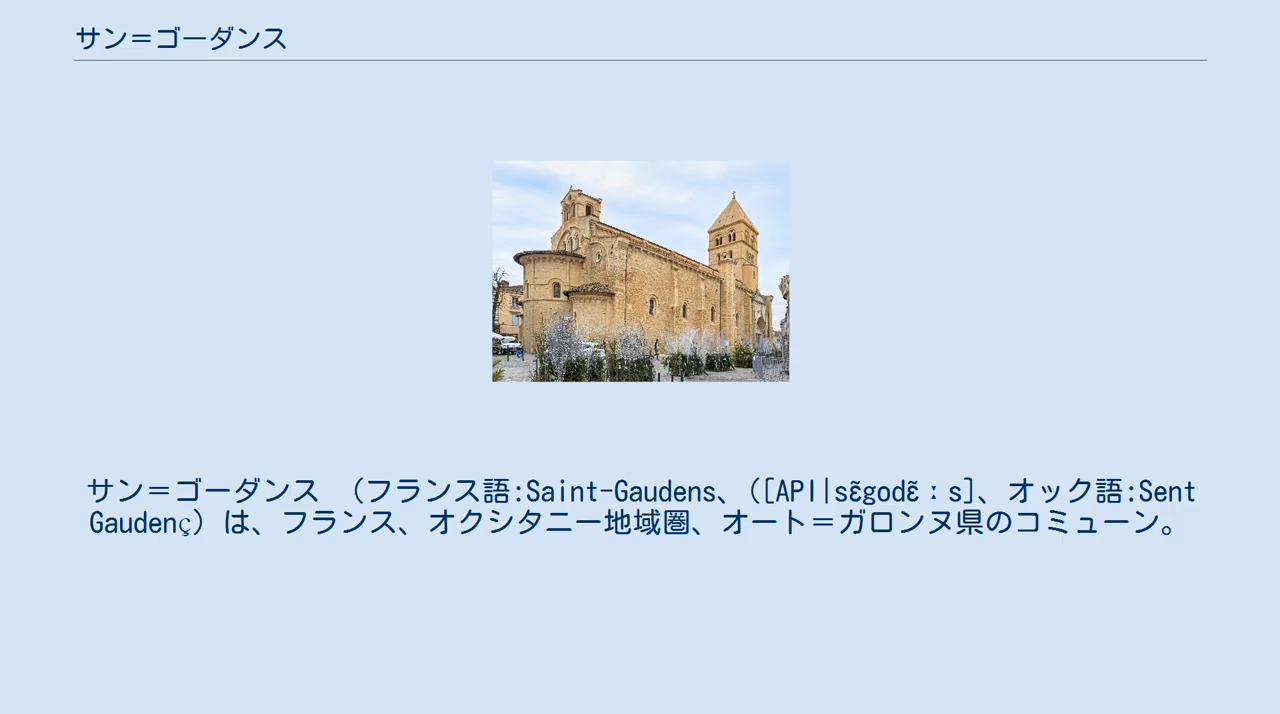 サン＝ゴーダンス
サン＝ゴーダンス　（フランス語:Saint-Gaudens、([API|sɛ̃godɛ̃ːs]、オック語:Sent
Gaudenç）は、フランス、オクシタニー地域圏、オート＝ガロンヌ県のコミューン。